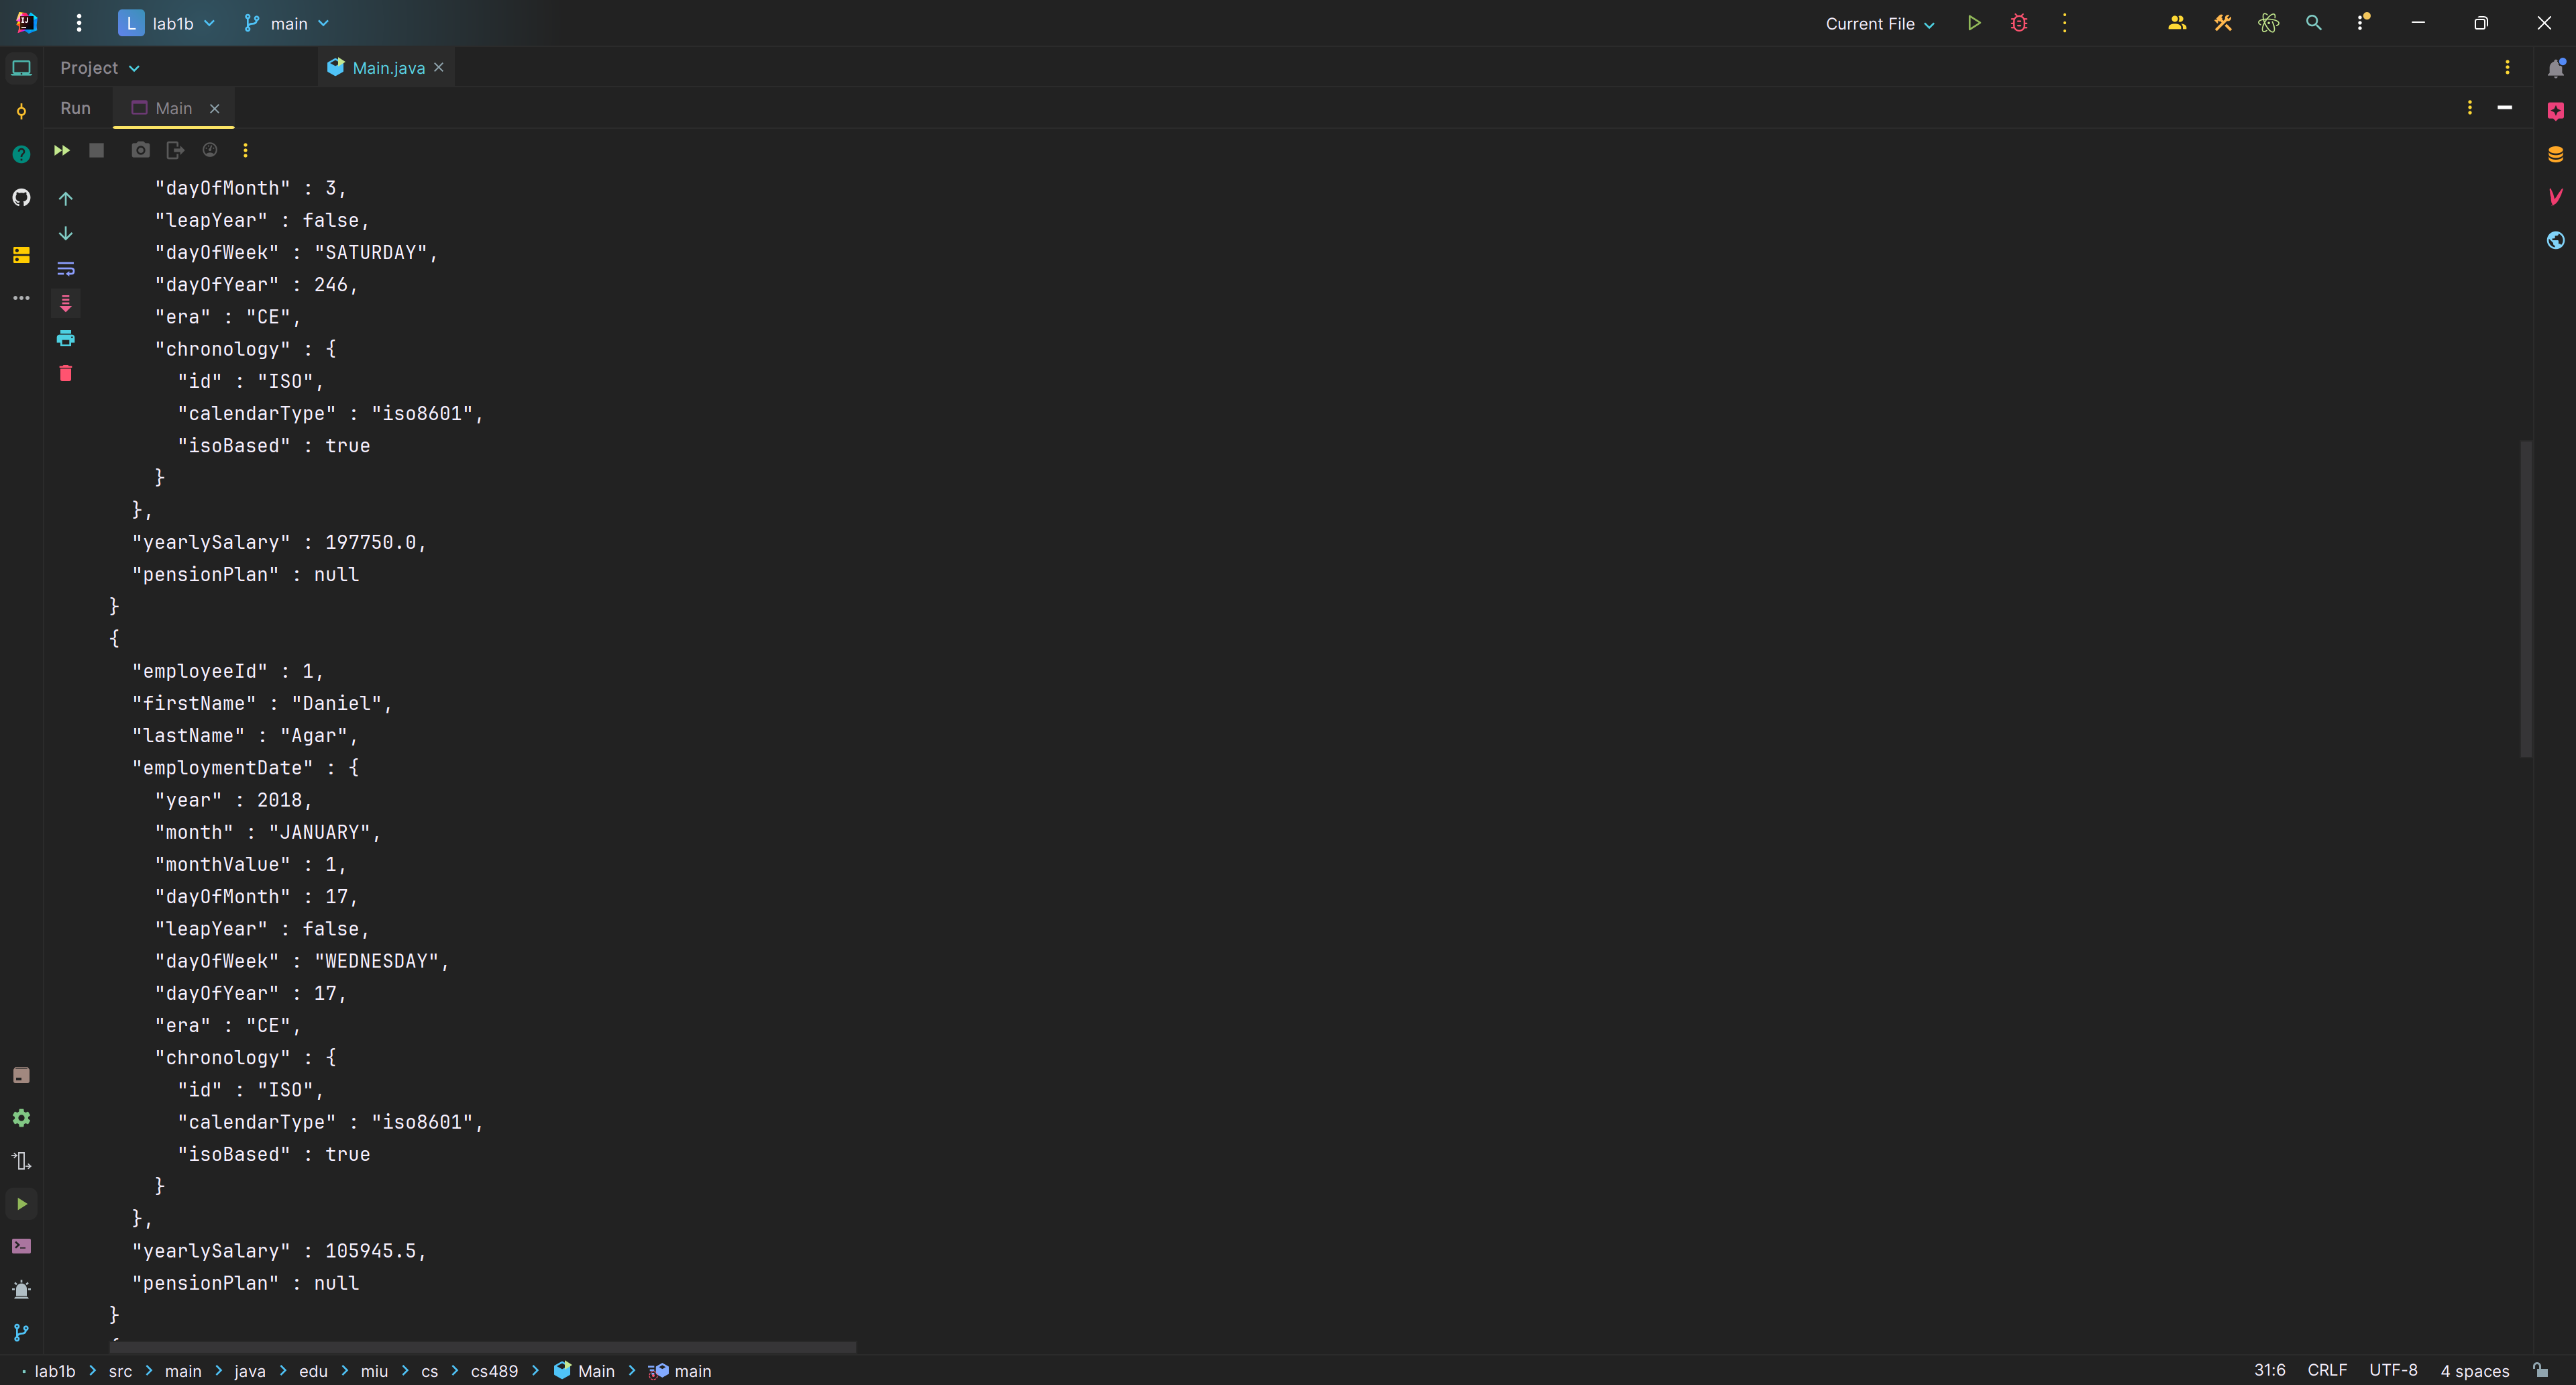 L lab1b main Current File
Project Main.java
Run Main
"dayOfMonth" : 3,
"leapYear" : false,
"dayOfWeek" : "SATURDAY",
"dayOfYear" : 246,
"era" : "CE",
"chronology" : {
"id" : "ISO",
"calendarType" : "iso8601",
"isoBased" : true
}
},
"yearlySalary" : 197750.0,
"pensionPlan" : null
}
{
"employeeId" : 1,
"firstName" : "Daniel",
"lastName" : "Agar",
"employmentDate" : {
"year" : 2018,
"month" : "JANUARY",
"monthValue" : 1,
"dayOfMonth" : 17,
"leapYear" : false,
"dayOfWeek" : "WEDNESDAY",
"dayOfYear" : 17,
"era" : "CE",
"chronology" : {
"id" : "ISO",
"calendarType" : "iso8601",
"isoBased" : true
}
},
"yearlySalary" : 105945.5,
"pensionPlan" : null
}
lab1b > src > main > java > edu > miu > cs > cs489 > Main > main 31:6 CRLF UTF-8 4 spaces